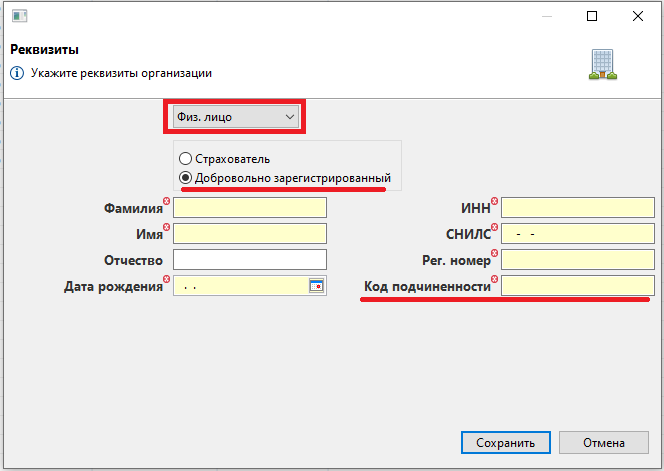 Реквизиты
Укажите реквизиты организации
Физ. лицо
Страхователь
Добровольно зарегистрированный
Фамилия
ИНН
Имя
СНИЛС - -
Отчество
Рег. номер
Дата рождения . .
Код подчиненности
Сохранить
Отмена